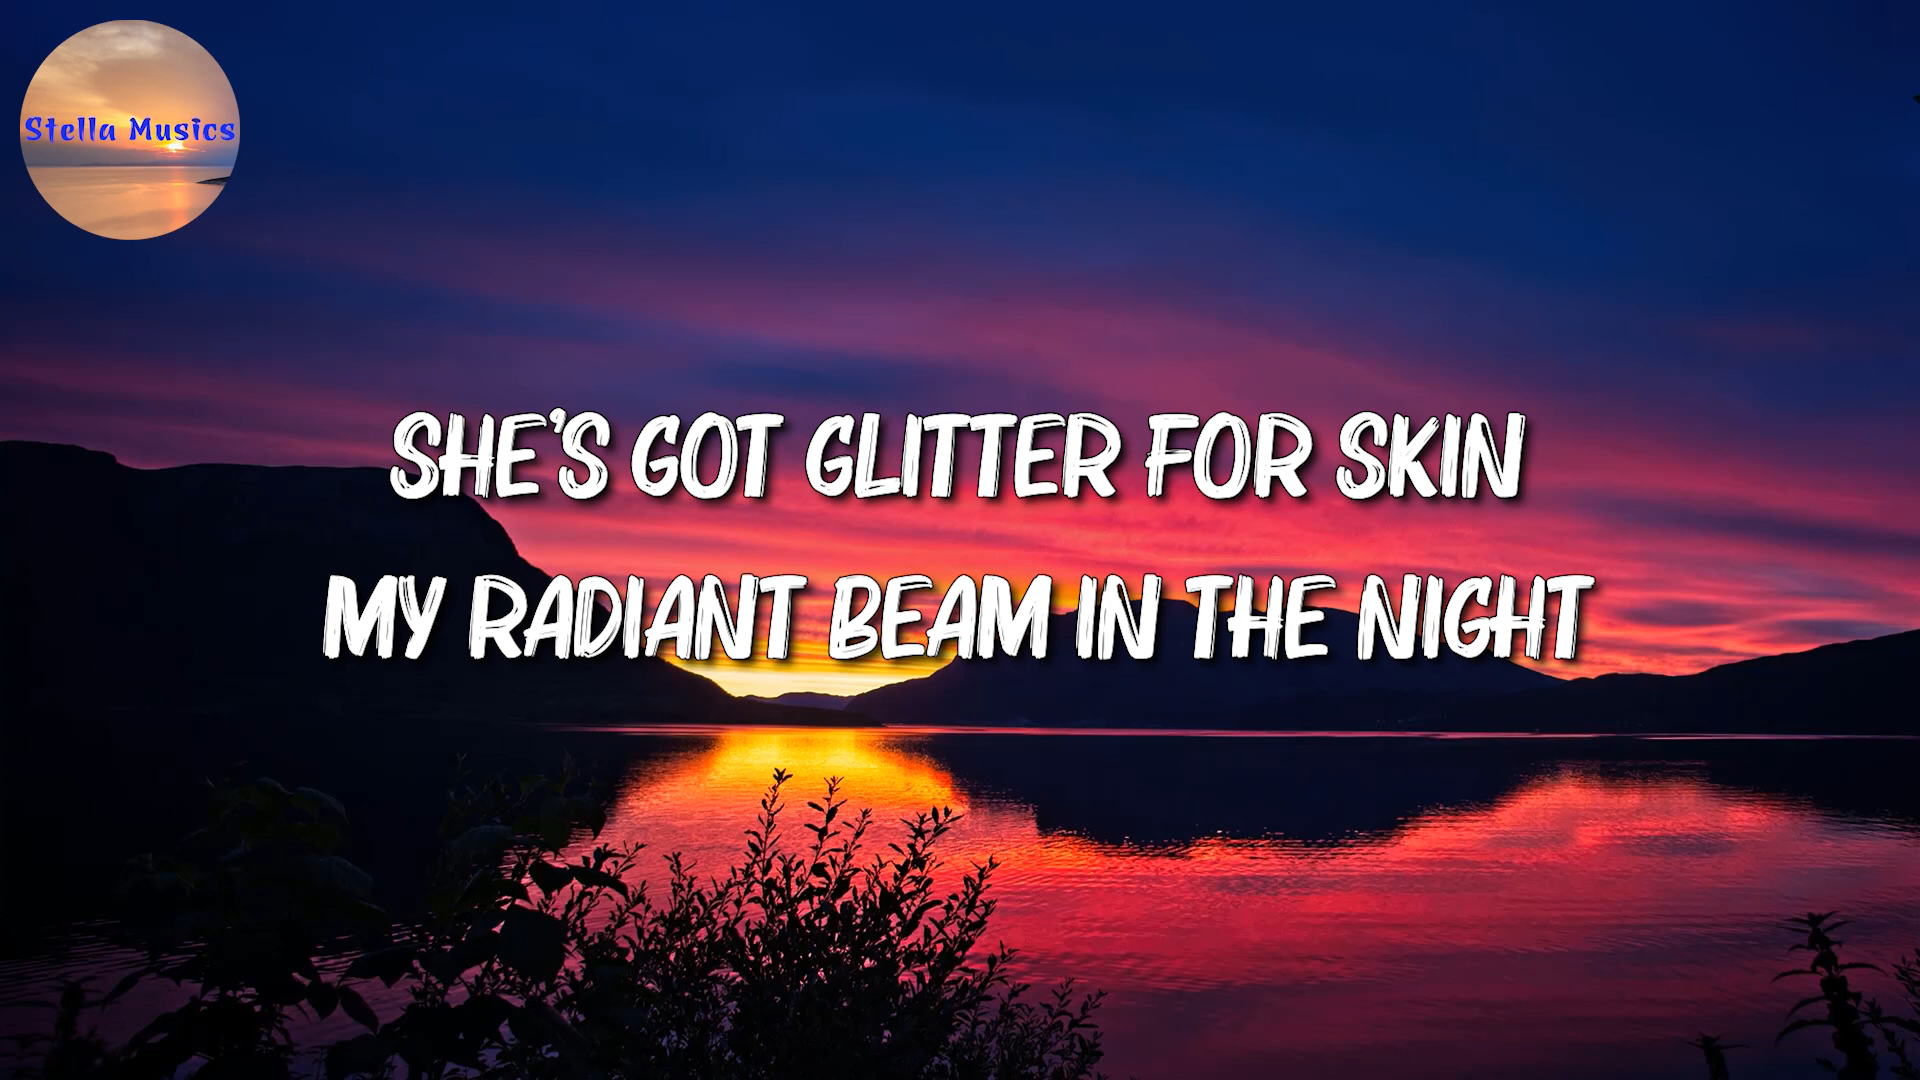 Stella Musics
SHE'S GOT GLITTER FOR SKIN
MY RADIANT BEAM IN THE NIGHT